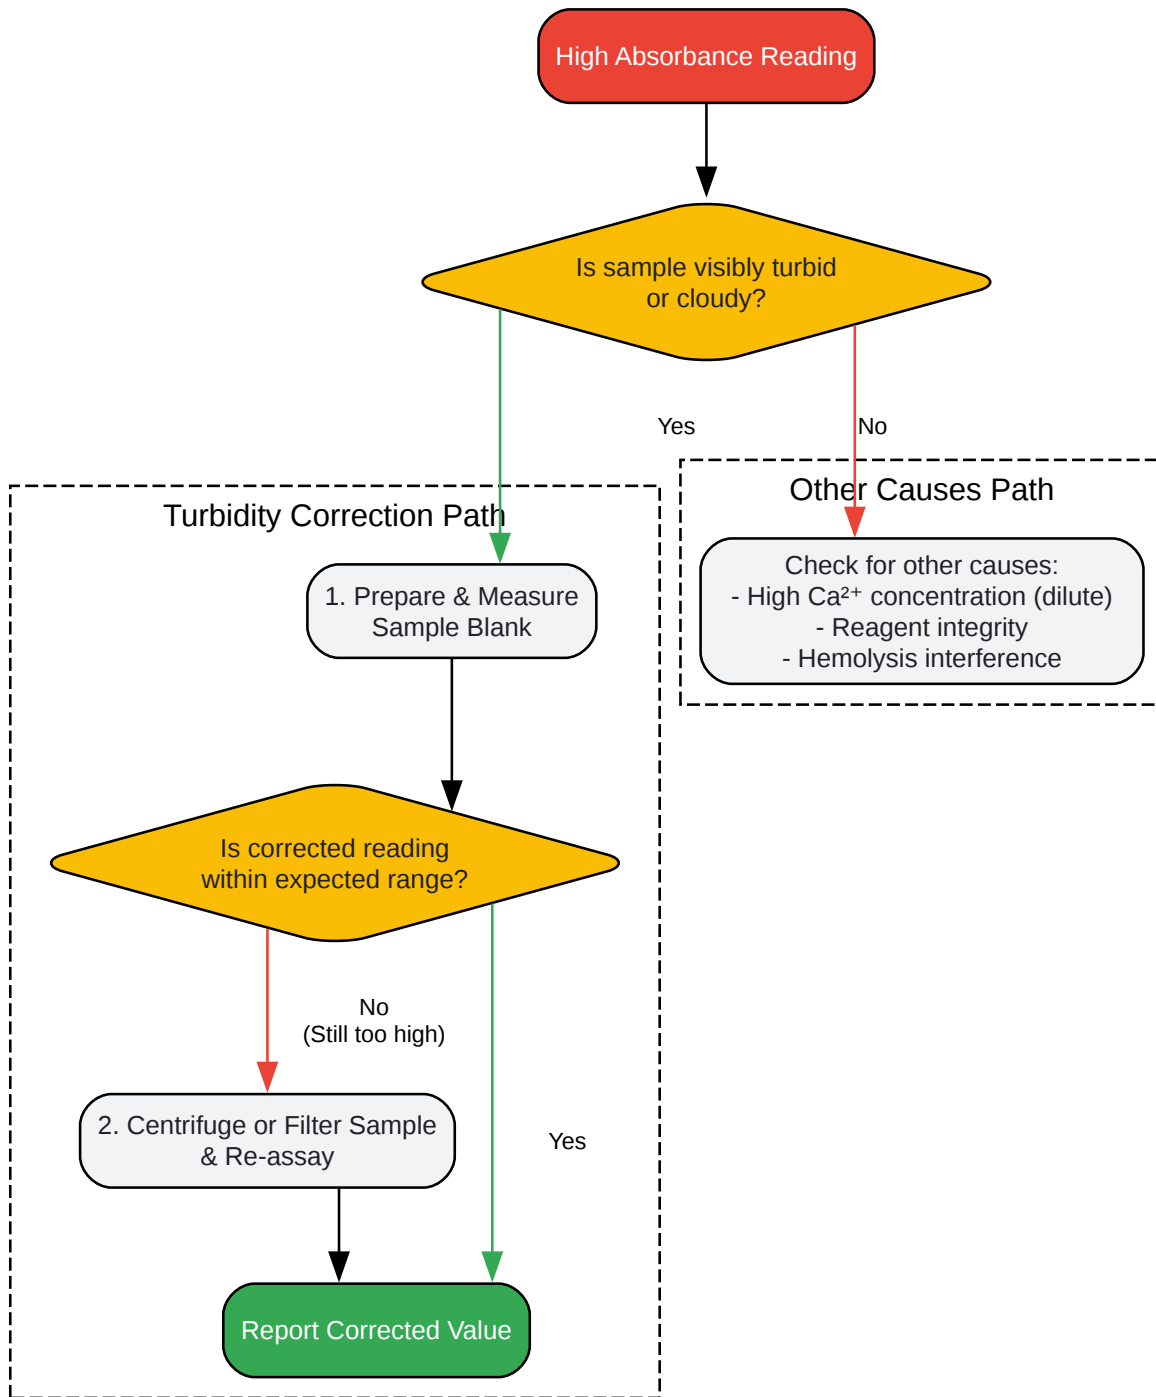 High Absorbance Reading
Is sample visibly turbid
or cloudy?
Yes
No
Turbidity Correction Path
Other Causes Path
1. Prepare & Measure
Sample Blank
Check for other causes:
- High Ca²⁺ concentration (dilute)
- Reagent integrity
- Hemolysis interference
Is corrected reading
within expected range?
No
(Still too high)
2. Centrifuge or Filter Sample
& Re-assay
Yes
Report Corrected Value